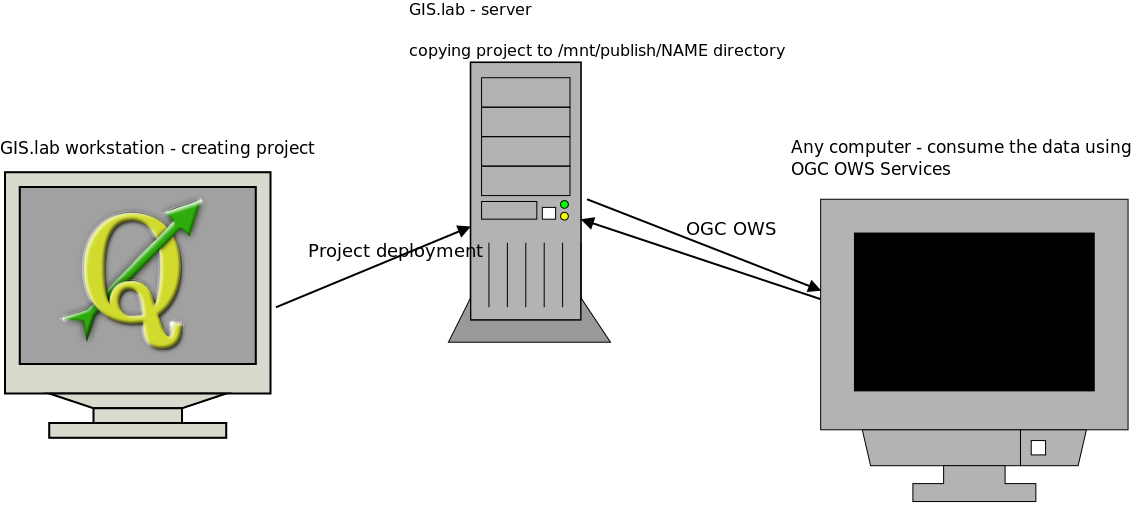 GIS.lab - server
copying project to /mnt/publish/NAME directory
GIS.lab workstation - creating project
Any computer - consume the data using
OGC OWS Services
Project deployment
OGC OWS